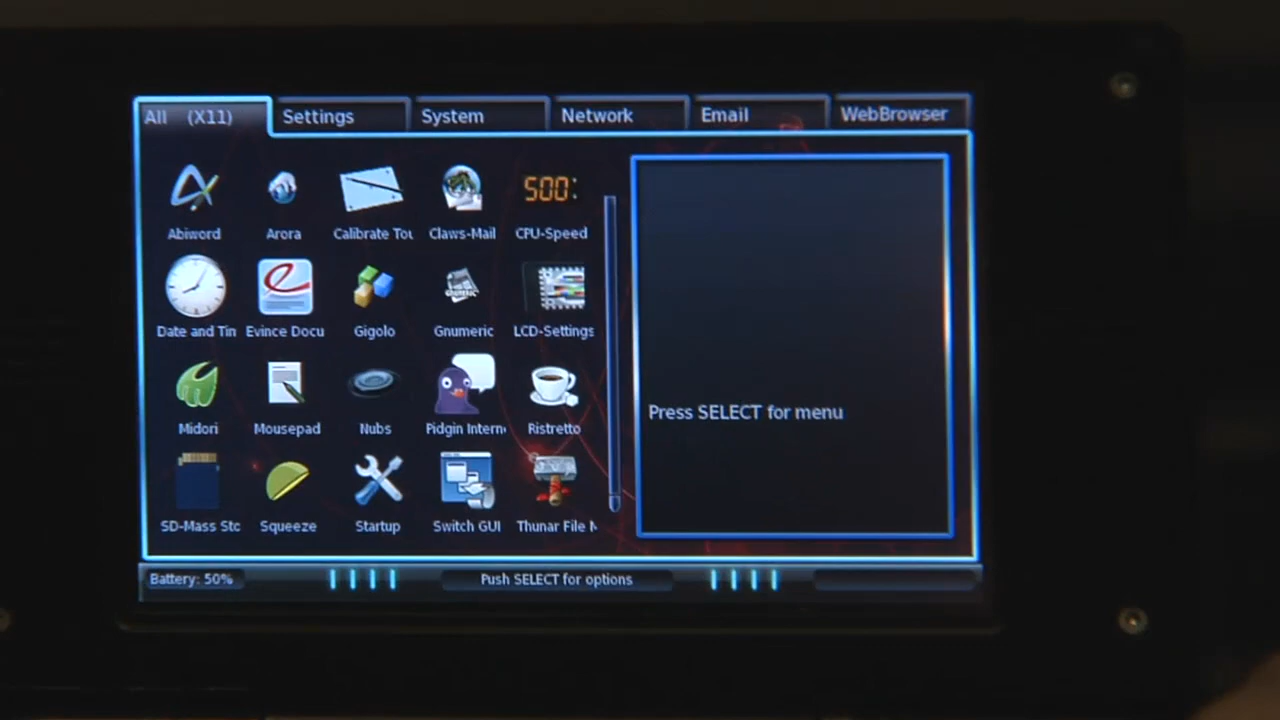 All (X11) Settings System Network Email WebBrowser
500:
Abiword Arora Calibrate Tou Claws-Mail CPU-Speed
GNUMERIC
Date and Tim Evince Docu Gigolo Gnumeric LCD-Settings
Midori Mousepad Nubs Pidgin Intern Ristretto
Press SELECT for menu
SD-Mass Sto Squeeze Startup Switch GUI Thunar File M
Battery: 50% Push SELECT for options